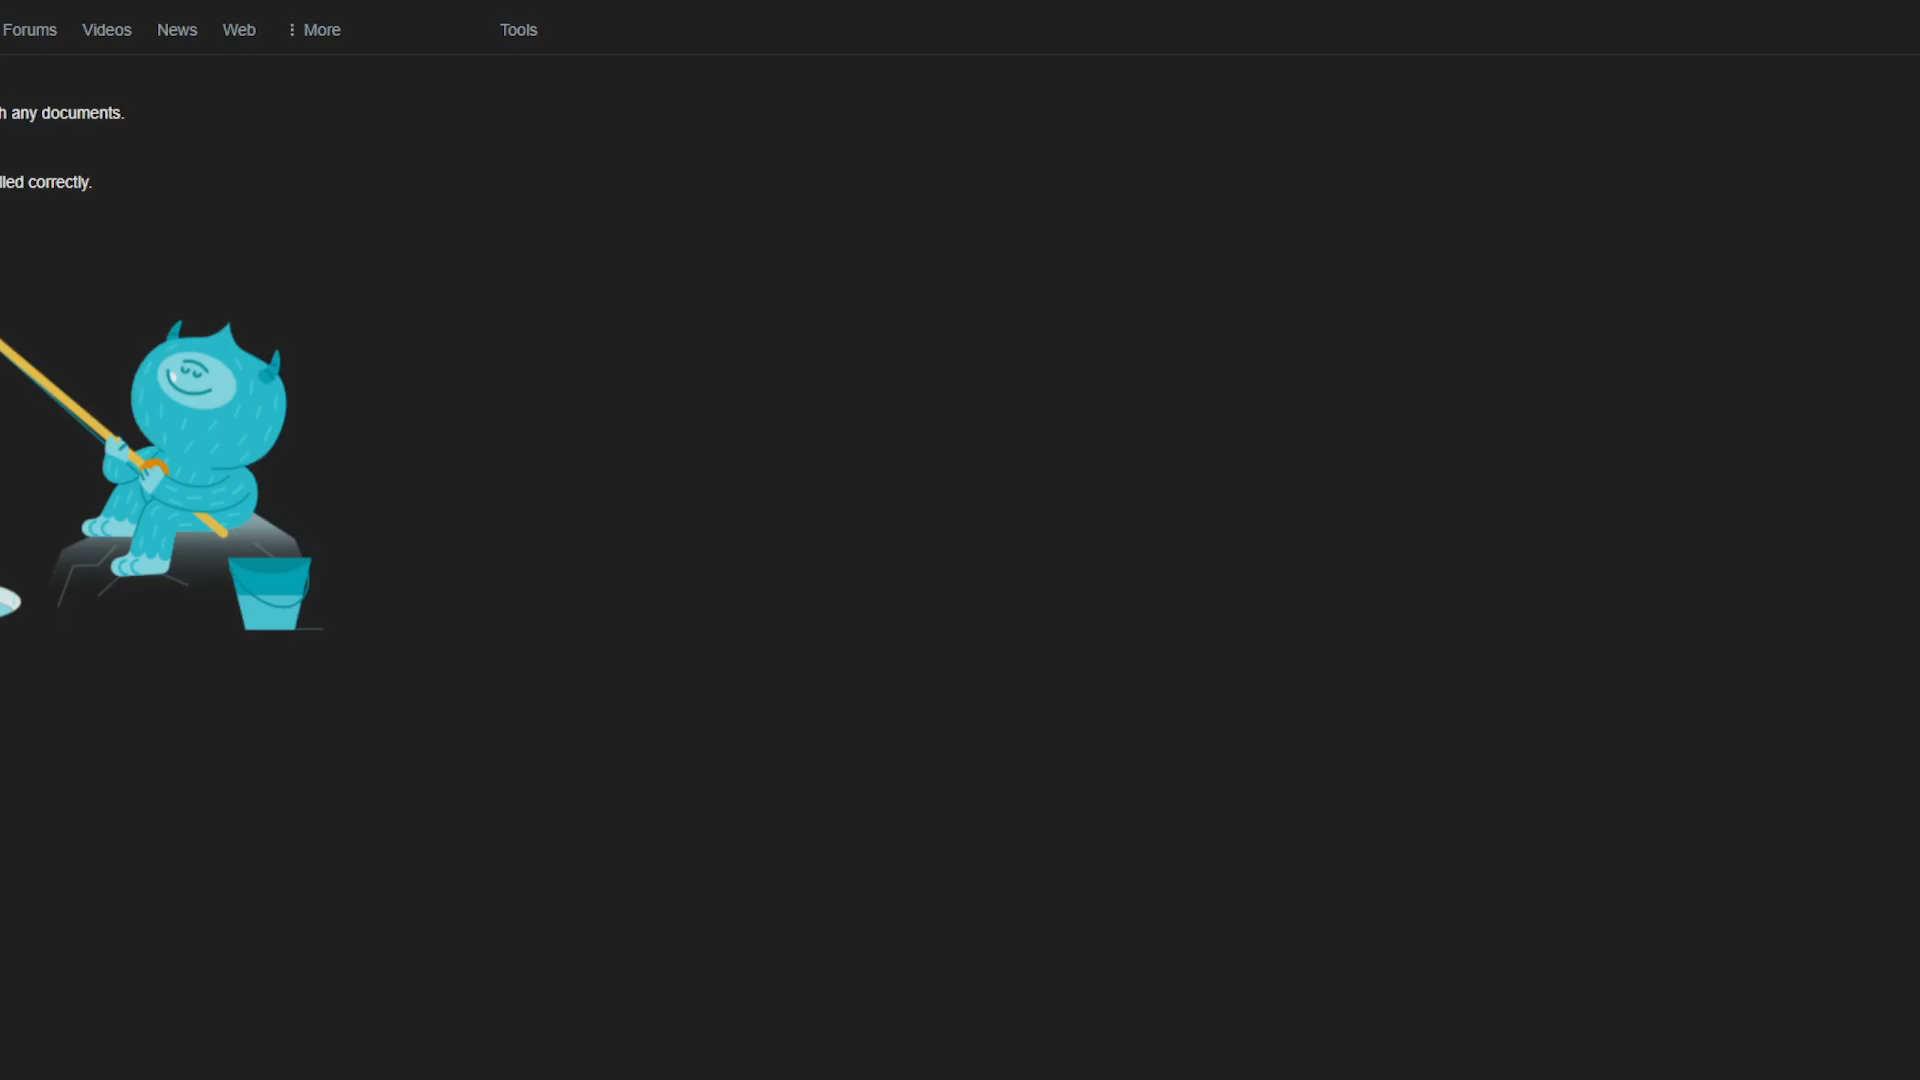 Forums Videos News Web ⋮ More Tools
h any documents.
lled correctly.